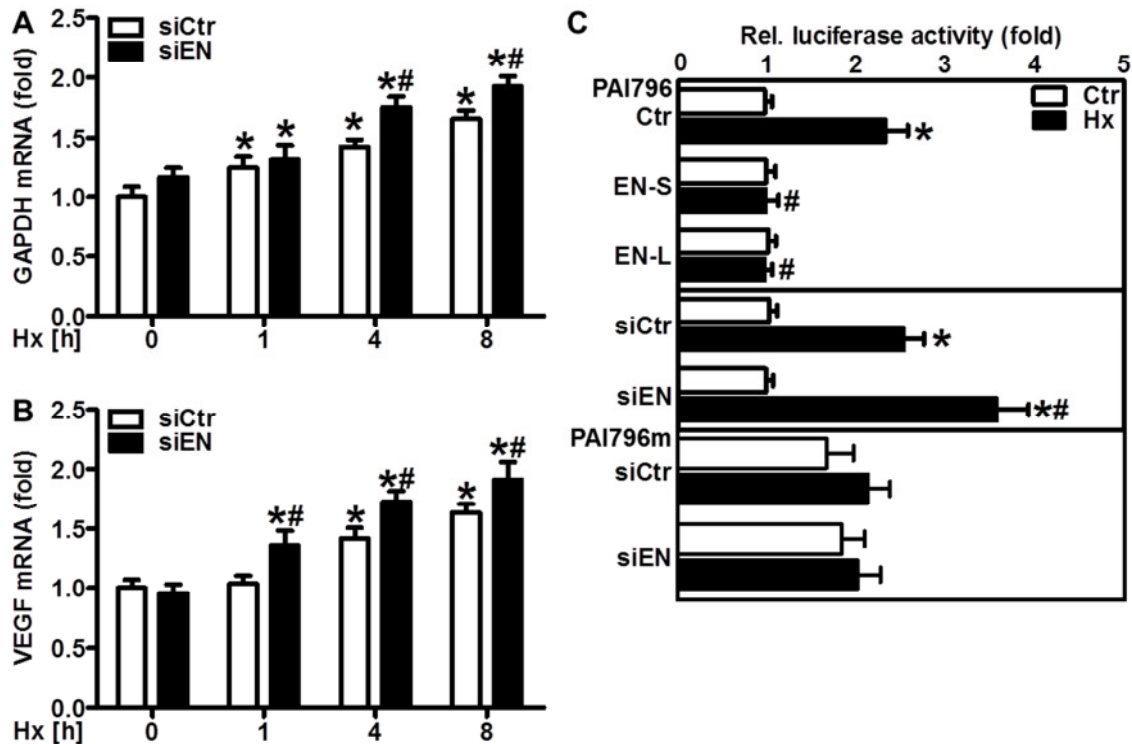 A
siCtr
siEN
GAPDH mRNA (fold)
2.5
2.0
1.5
1.0
0.5
0.0
* * * *# * *#
Hx [h] 0 1 4 8
B
siCtr
siEN
VEGF mRNA (fold)
2.5
2.0
1.5
1.0
0.5
0.0
*# * *# * *#
Hx [h] 0 1 4 8
C
Rel. luciferase activity (fold)
0 1 2 3 4 5
Ctr
Hx
PAI796
Ctr
*
EN-S
#
EN-L
#
siCtr
*
siEN
*#
PAI796m
siCtr
siEN